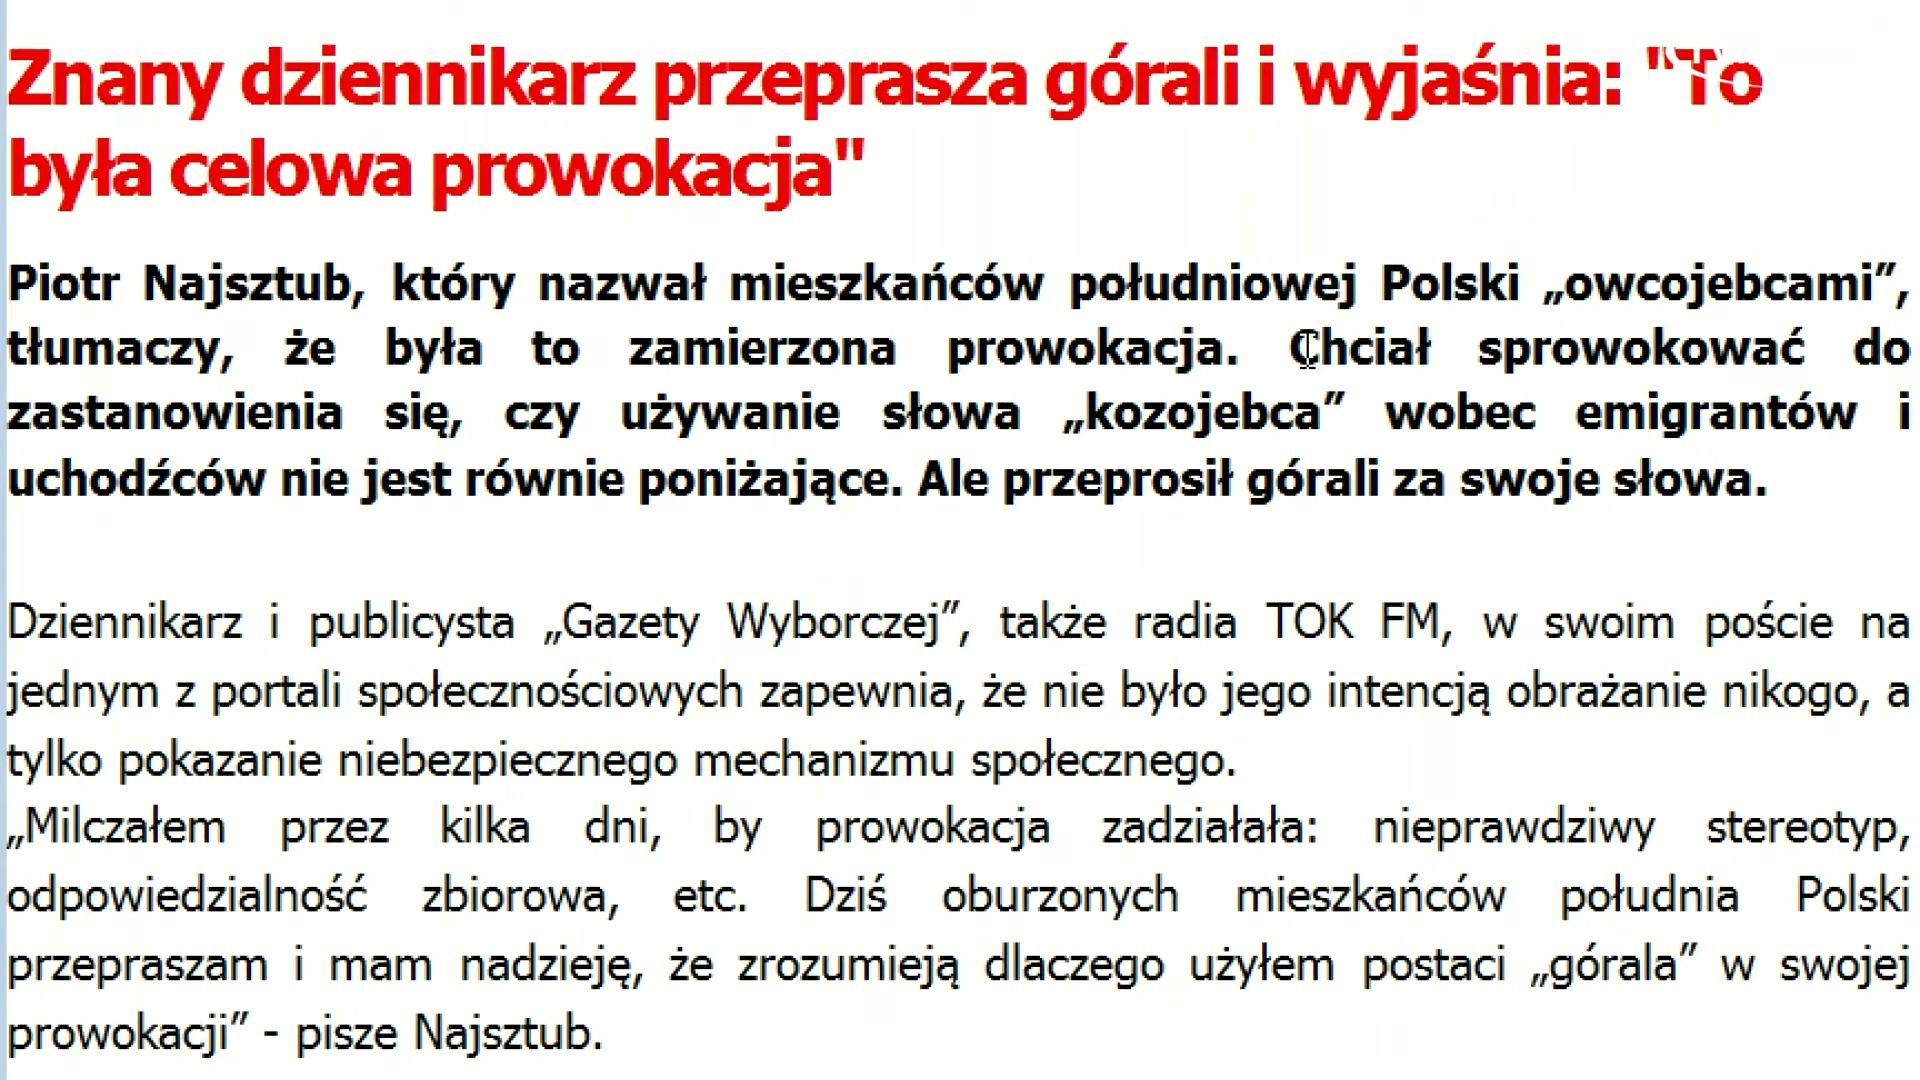 Znany dziennikarz przeprasza górali i wyjaśnia: "To
była celowa prowokacja"
Piotr Najsztub, który nazwał mieszkańców południowej Polski „owcojebcami”,
tłumaczy, że była to zamierzona prowokacja. Chciał sprowokować do
zastanowienia się, czy używanie słowa „kozojebca” wobec emigrantów i
uchodźców nie jest równie poniżające. Ale przeprosił górali za swoje słowa.
Dziennikarz i publicysta „Gazety Wyborczej”, także radia TOK FM, w swoim poście na
jednym z portali społecznościowych zapewnia, że nie było jego intencją obrażanie nikogo, a
tylko pokazanie niebezpiecznego mechanizmu społecznego.
„Milczałem przez kilka dni, by prowokacja zadziałała: nieprawdziwy stereotyp,
odpowiedzialność zbiorowa, etc. Dziś oburzonych mieszkańców południa Polski
przepraszam i mam nadzieję, że zrozumieją dlaczego użyłem postaci „górala” w swojej
prowokacji” - pisze Najsztub.